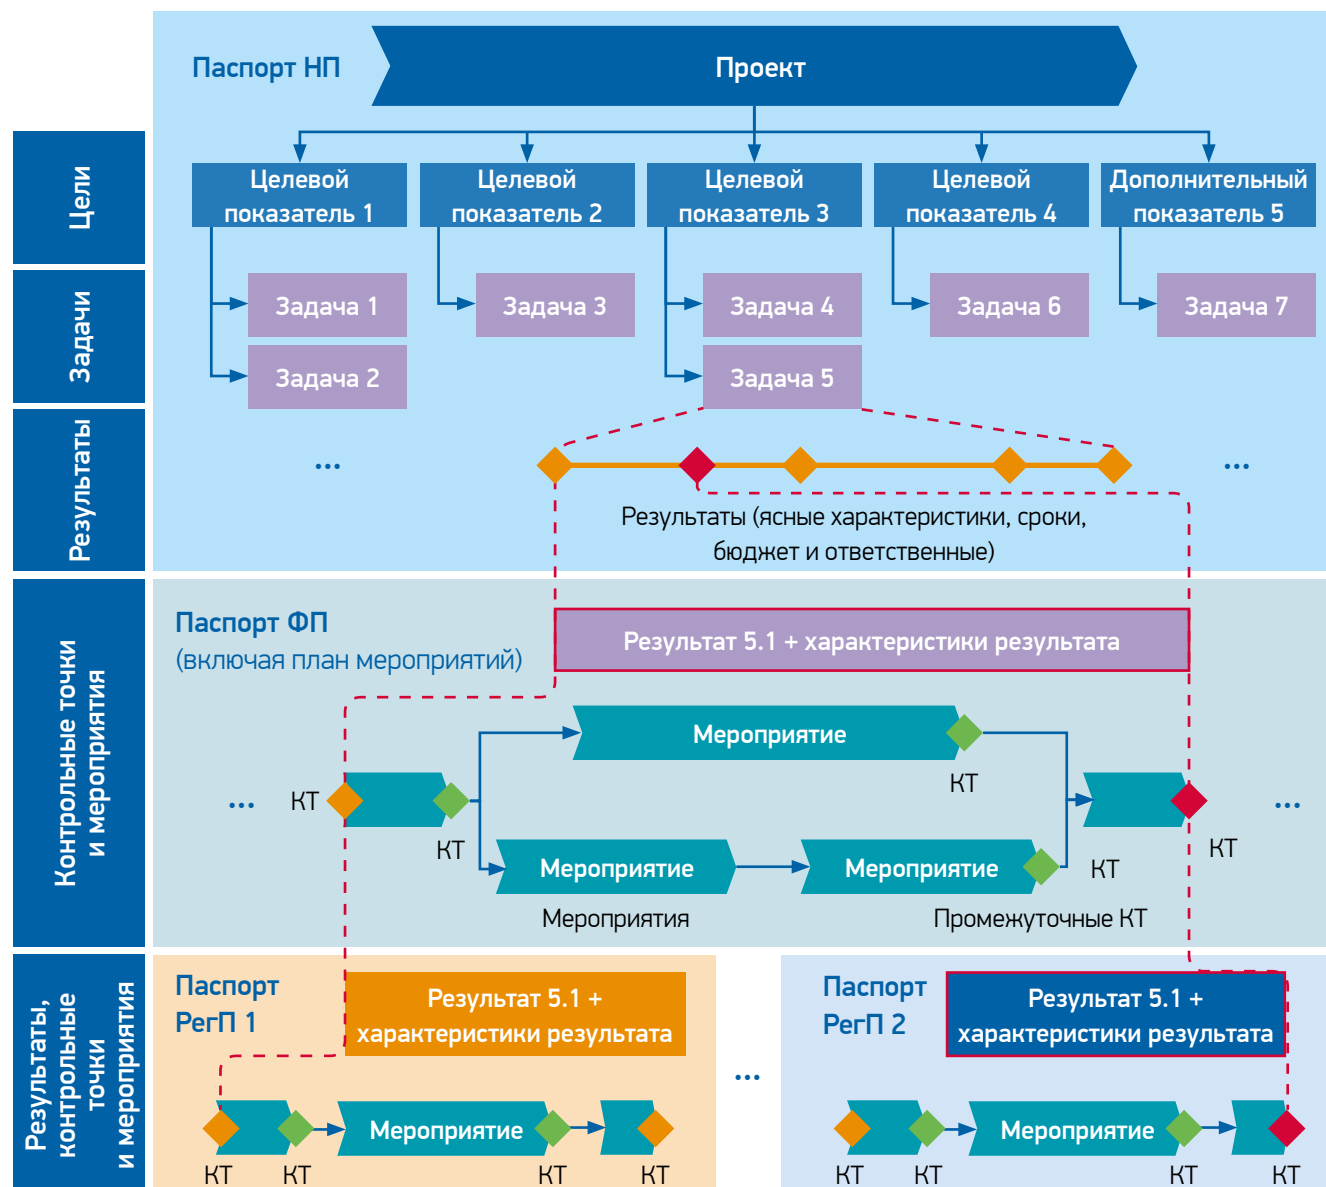 Паспорт НП
Проект
Цели
Целевой
показатель 1
Целевой
показатель 2
Целевой
показатель 3
Целевой
показатель 4
Дополнительный
показатель 5
Задачи
Задача 1
Задача 3
Задача 4
Задача 6
Задача 7
Задача 2
Задача 5
Результаты
...
...
Результаты (ясные характеристики, сроки,
бюджет и ответственные)
Контрольные точки
и мероприятия
Паспорт ФП
(включая план мероприятий)
Результат 5.1 + характеристики результата
Мероприятие
КТ
...
КТ
КТ
...
КТ
Мероприятие
Мероприятие
КТ
Мероприятия
Промежуточные КТ
Результаты,
контрольные
точки
и мероприятия
Паспорт
РегП 1
Результат 5.1 +
характеристики результата
Мероприятие
КТ
КТ
КТ
КТ
...
Паспорт
РегП 2
Результат 5.1 +
характеристики результата
Мероприятие
КТ
КТ
КТ
КТ